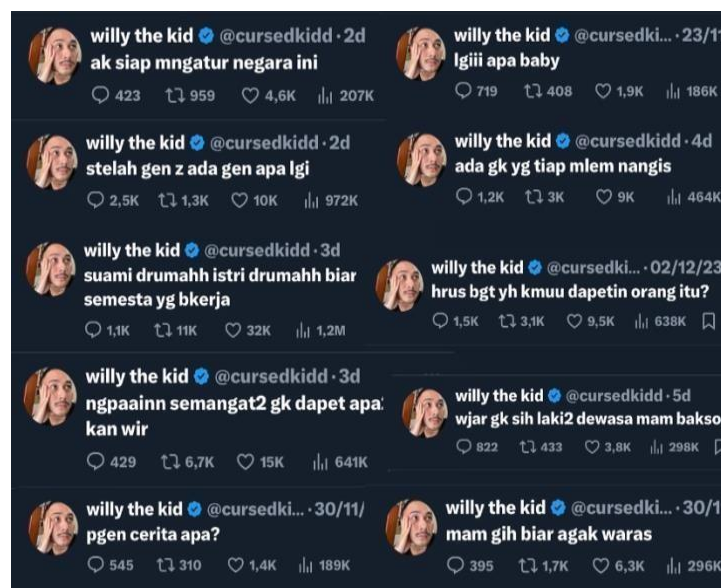 willy the kid @cursedkidd · 2d
ak siap mngatur negara ini
423 959 4,6K 207K
willy the kid @cursedkidd · 2d
stelah gen z ada gen apa lgi
2,5K 1,3K 10K 972K
willy the kid @cursedkidd · 3d
suami drumahh istri drumahh biar
semesta yg bkerja
1,1K 11K 32K 1,2M
willy the kid @cursedkidd · 3d
ngpaainn semangat2 gk dapet apa2
kan wir
429 6,7K 15K 641K
willy the kid @cursedki... · 30/11/
pgen cerita apa?
545 310 1,4K 189K
willy the kid @cursedki... · 23/11
lgiii apa baby
719 408 1,9K 186K
willy the kid @cursedkidd · 4d
ada gk yg tiap mlem nangis
1,2K 3K 9K 464K
willy the kid @cursedki... · 02/12/23
hrus bgt yh kmuu dapetin orang itu?
1,5K 3,1K 9,5K 638K
willy the kid @cursedkidd · 5d
wjar gk sih laki2 dewasa mam bakso
822 433 3,8K 298K
willy the kid @cursedki... · 30/1
mam gih biar agak waras
395 1,7K 6,3K 296K